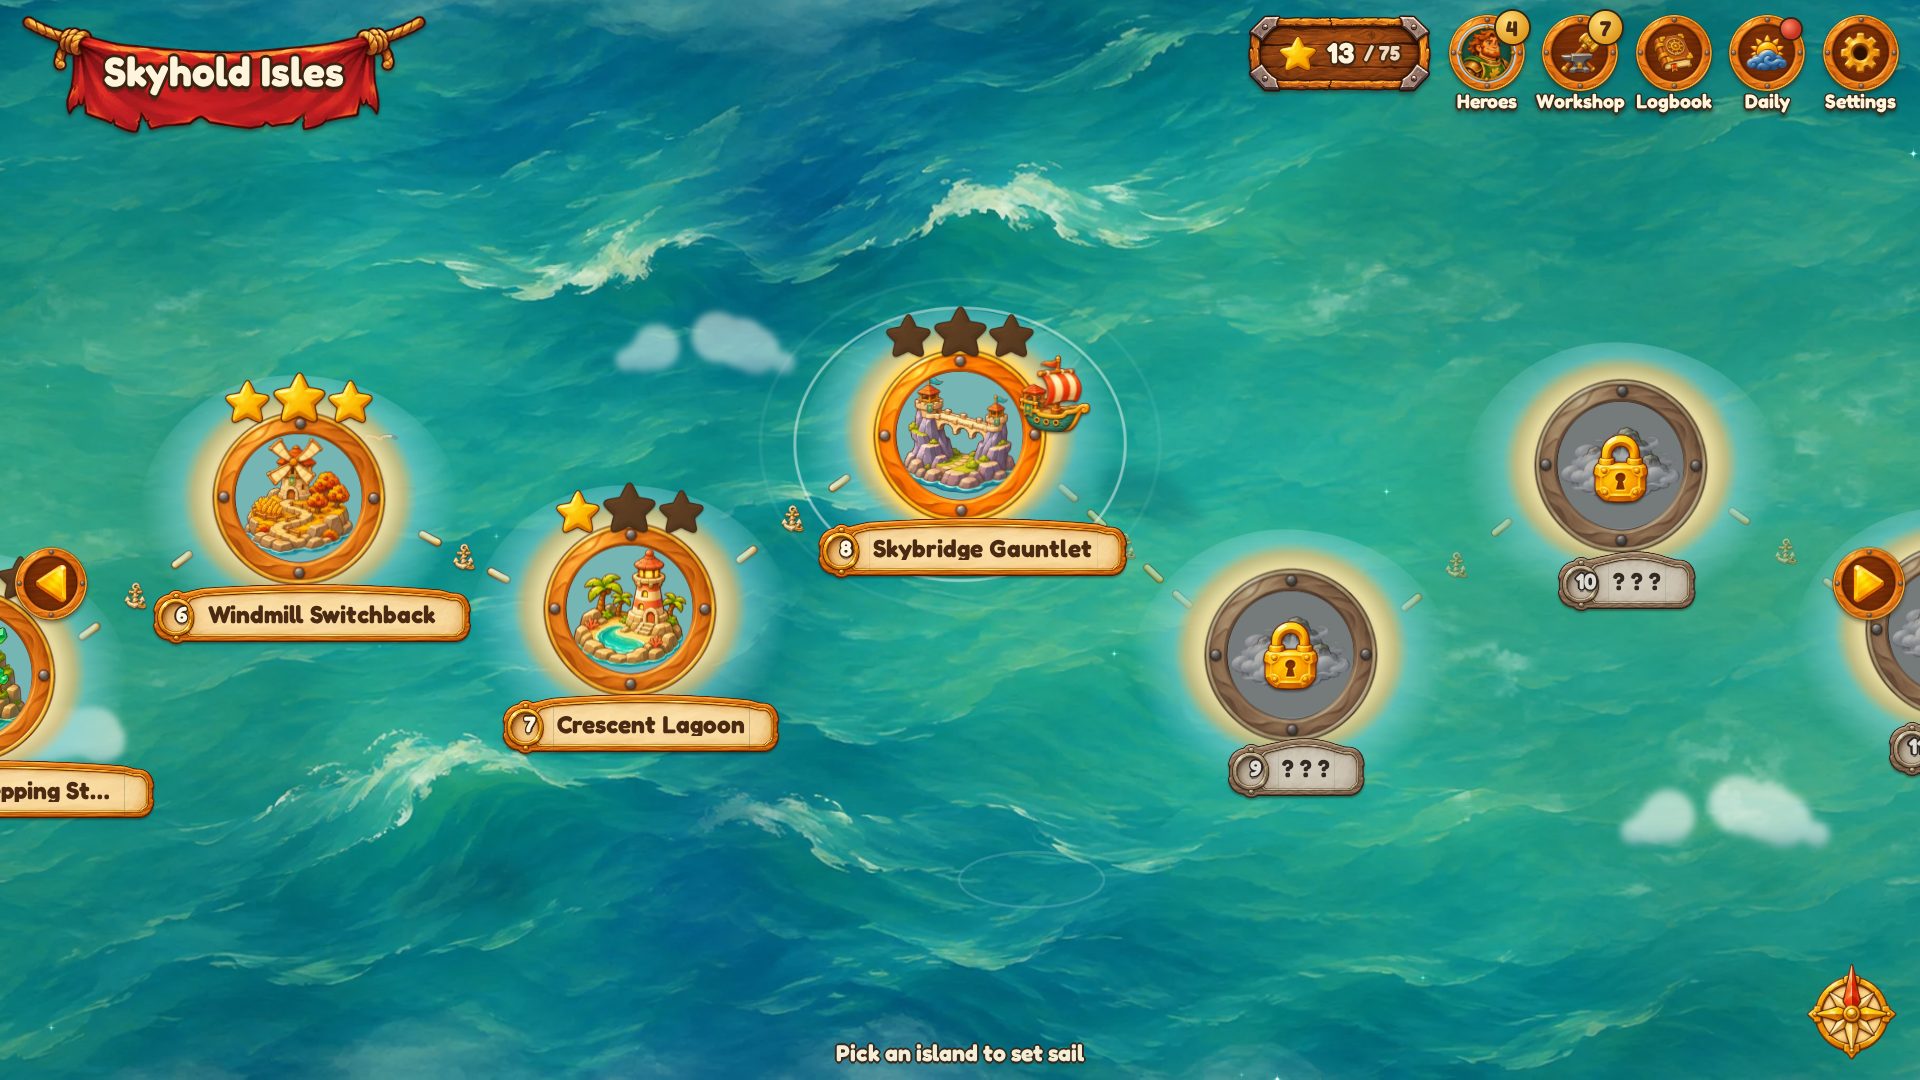 Skyhold Isles
13 / 75
4
7
Heroes
Workshop
Logbook
Daily
Settings
8 Skybridge Gauntlet
10 ???
6 Windmill Switchback
7 Crescent Lagoon
9 ???
pping St...
Pick an island to set sail